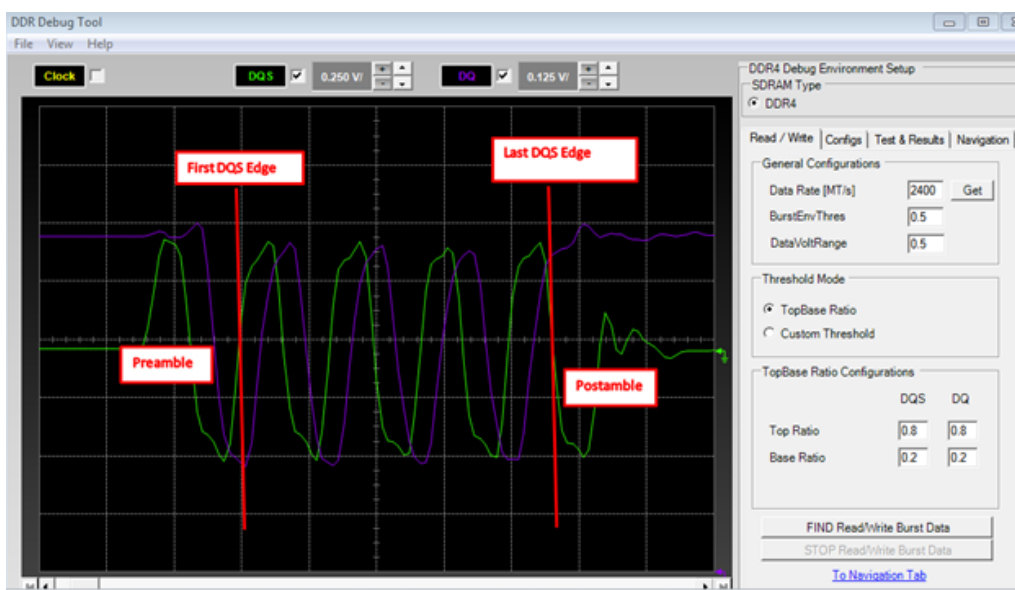 DDR Debug Tool
File View Help
Clock
DQS
0.250 V/
DQ
0.125 V/
First DQS Edge
Last DQS Edge
Preamble
Postamble
DDR4 Debug Environment Setup
SDRAM Type
DDR4
Read / Write
Configs
Test & Results
Navigation
General Configurations
Data Rate [MT/s]
2400
Get
BurstEnvThres
0.5
DataVoltRange
0.5
Threshold Mode
TopBase Ratio
Custom Threshold
TopBase Ratio Configurations
DQS DQ
Top Ratio 0.8 0.8
Base Ratio 0.2 0.2
FIND Read/Write Burst Data
STOP Read/Write Burst Data
To Navigation Tab